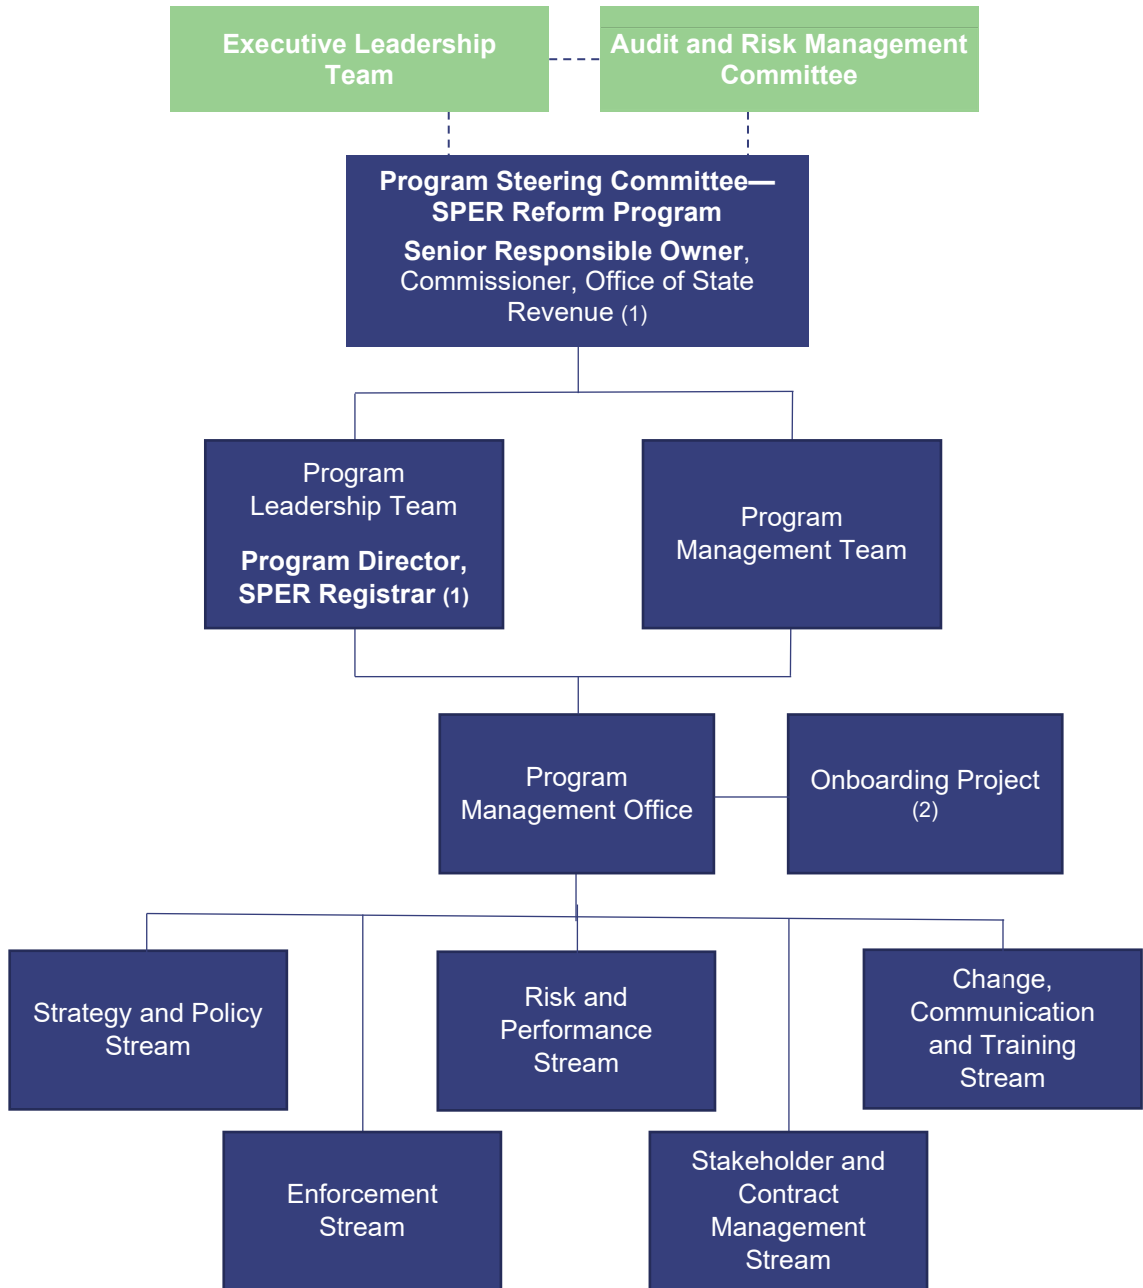 Executive Leadership
Team
Audit and Risk Management
Committee
Program Steering Committee—
SPER Reform Program
Senior Responsible Owner,
Commissioner, Office of State
Revenue (1)
Program
Leadership Team
Program Director,
SPER Registrar (1)
Program
Management Team
Program
Management Office
Onboarding Project
(2)
Strategy and Policy
Stream
Risk and
Performance
Stream
Change,
Communication
and Training
Stream
Enforcement
Stream
Stakeholder and
Contract
Management
Stream